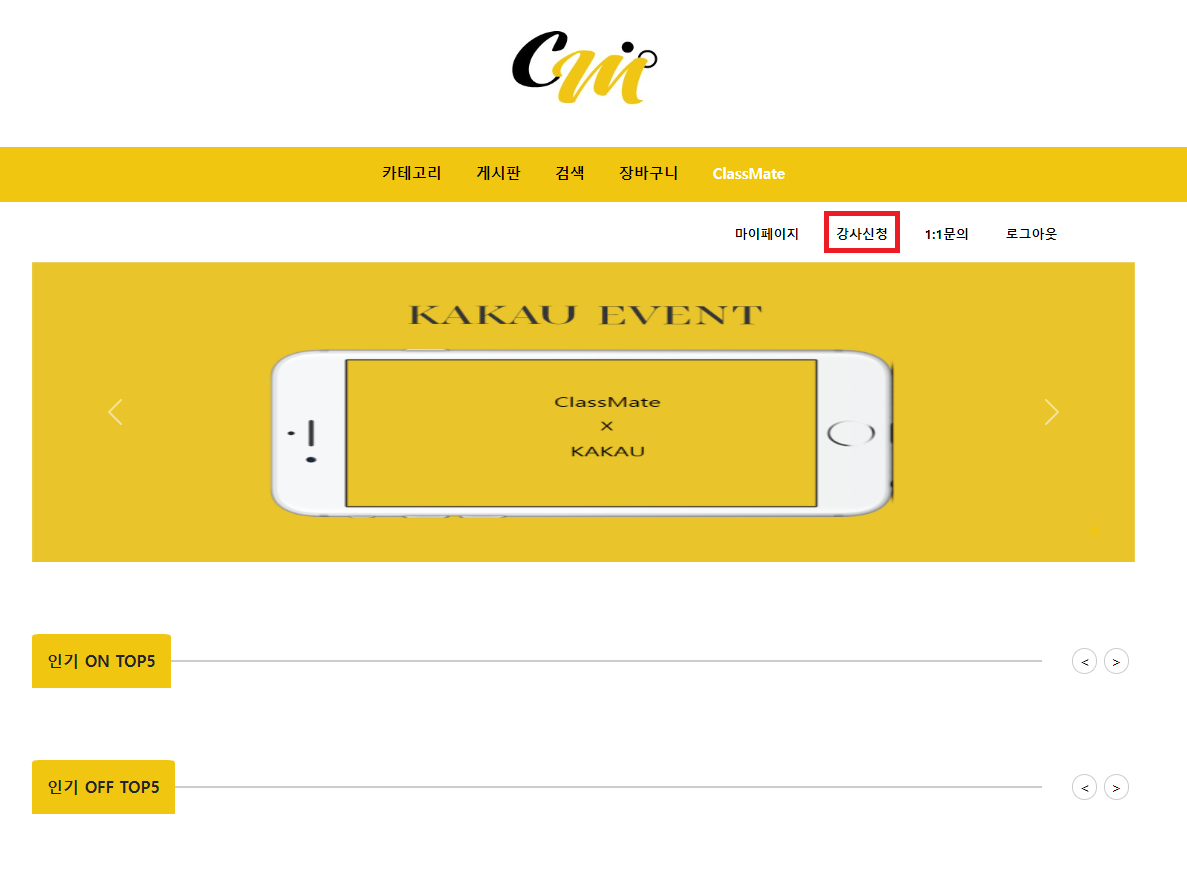 Cm
카테고리 게시판 검색 장바구니 ClassMate
마이페이지 강사신청 1:1문의 로그아웃
KAKAU EVENT
ClassMate
X
KAKAU
인기 ON TOP5 < >
인기 OFF TOP5 < >